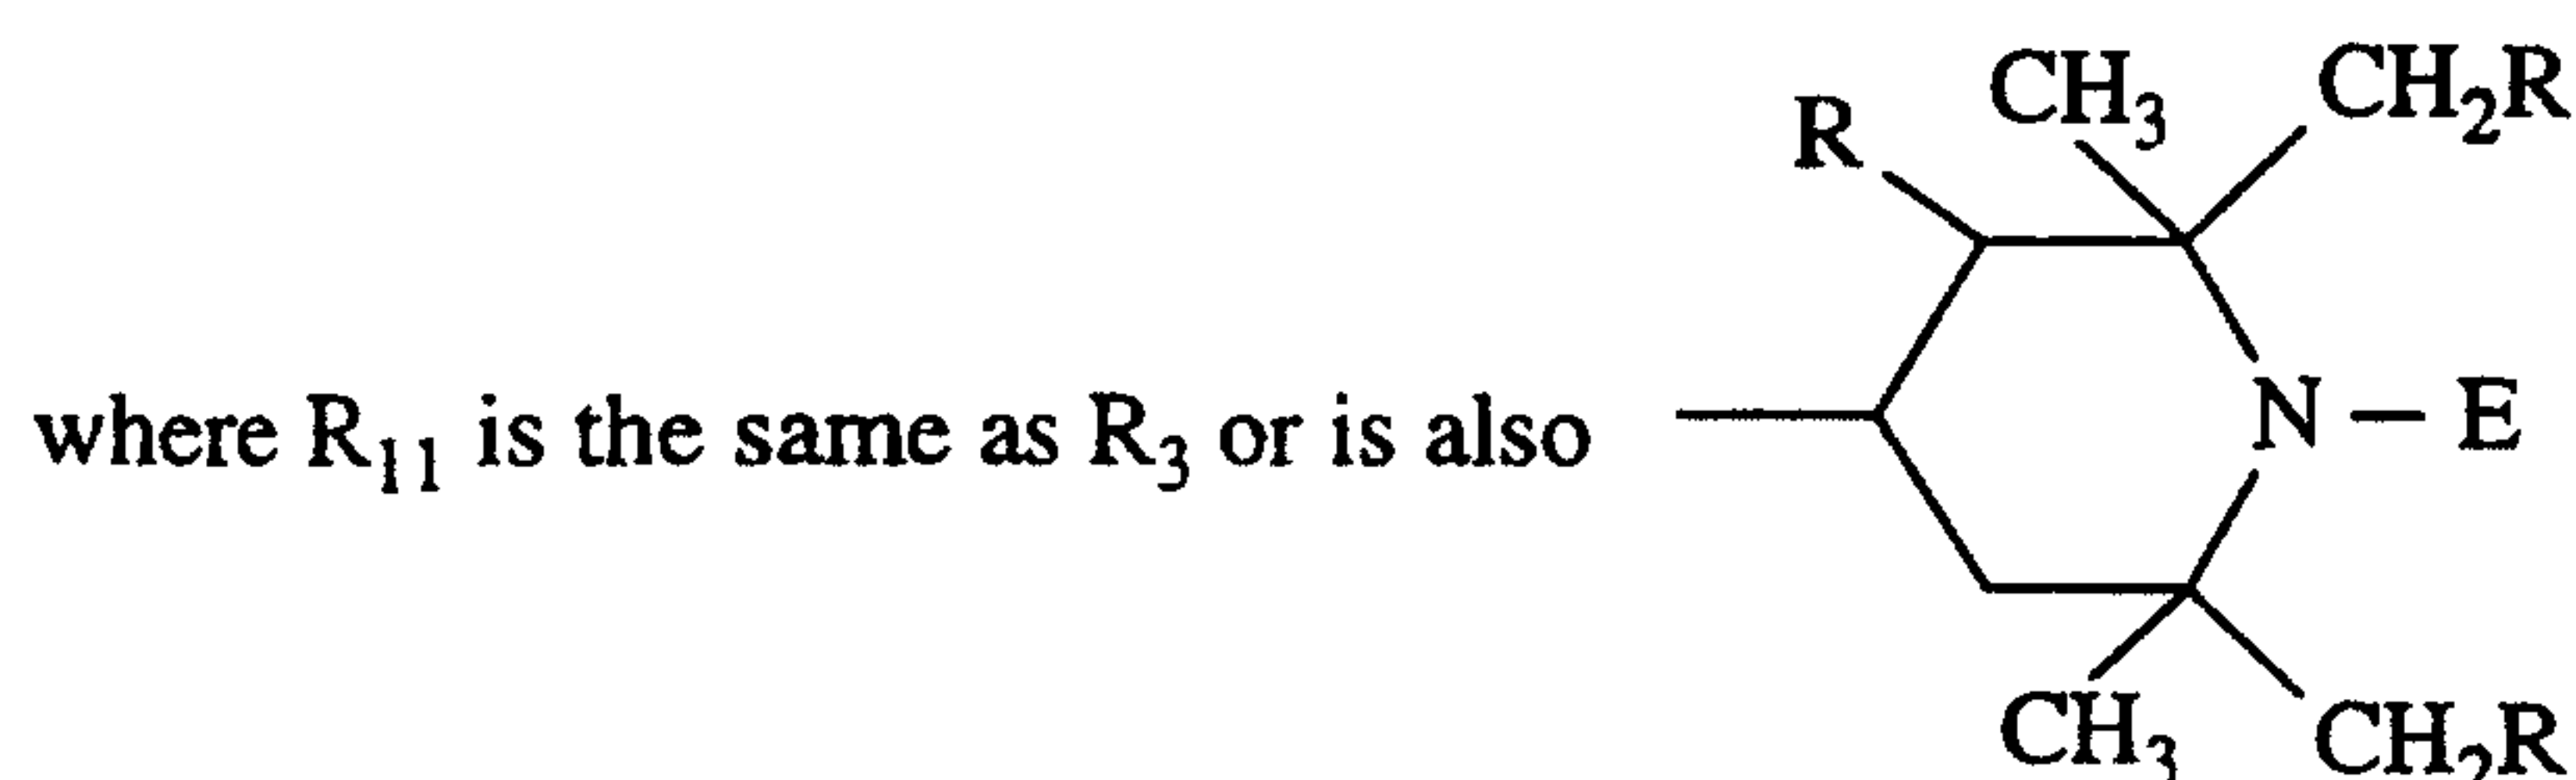 CH₃ CH₂R
R
where R₁₁ is the same as R₃ or is also N — E
CH₃ CH₂R